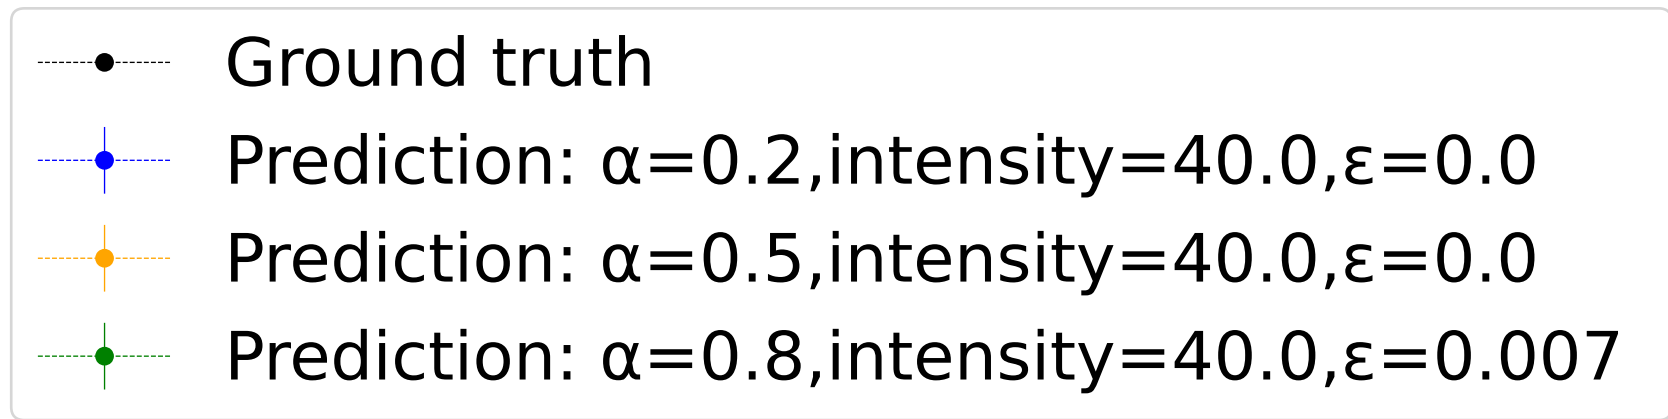 Ground truth
Prediction: α=0.2,intensity=40.0,ε=0.0
Prediction: α=0.5,intensity=40.0,ε=0.0
Prediction: α=0.8,intensity=40.0,ε=0.007